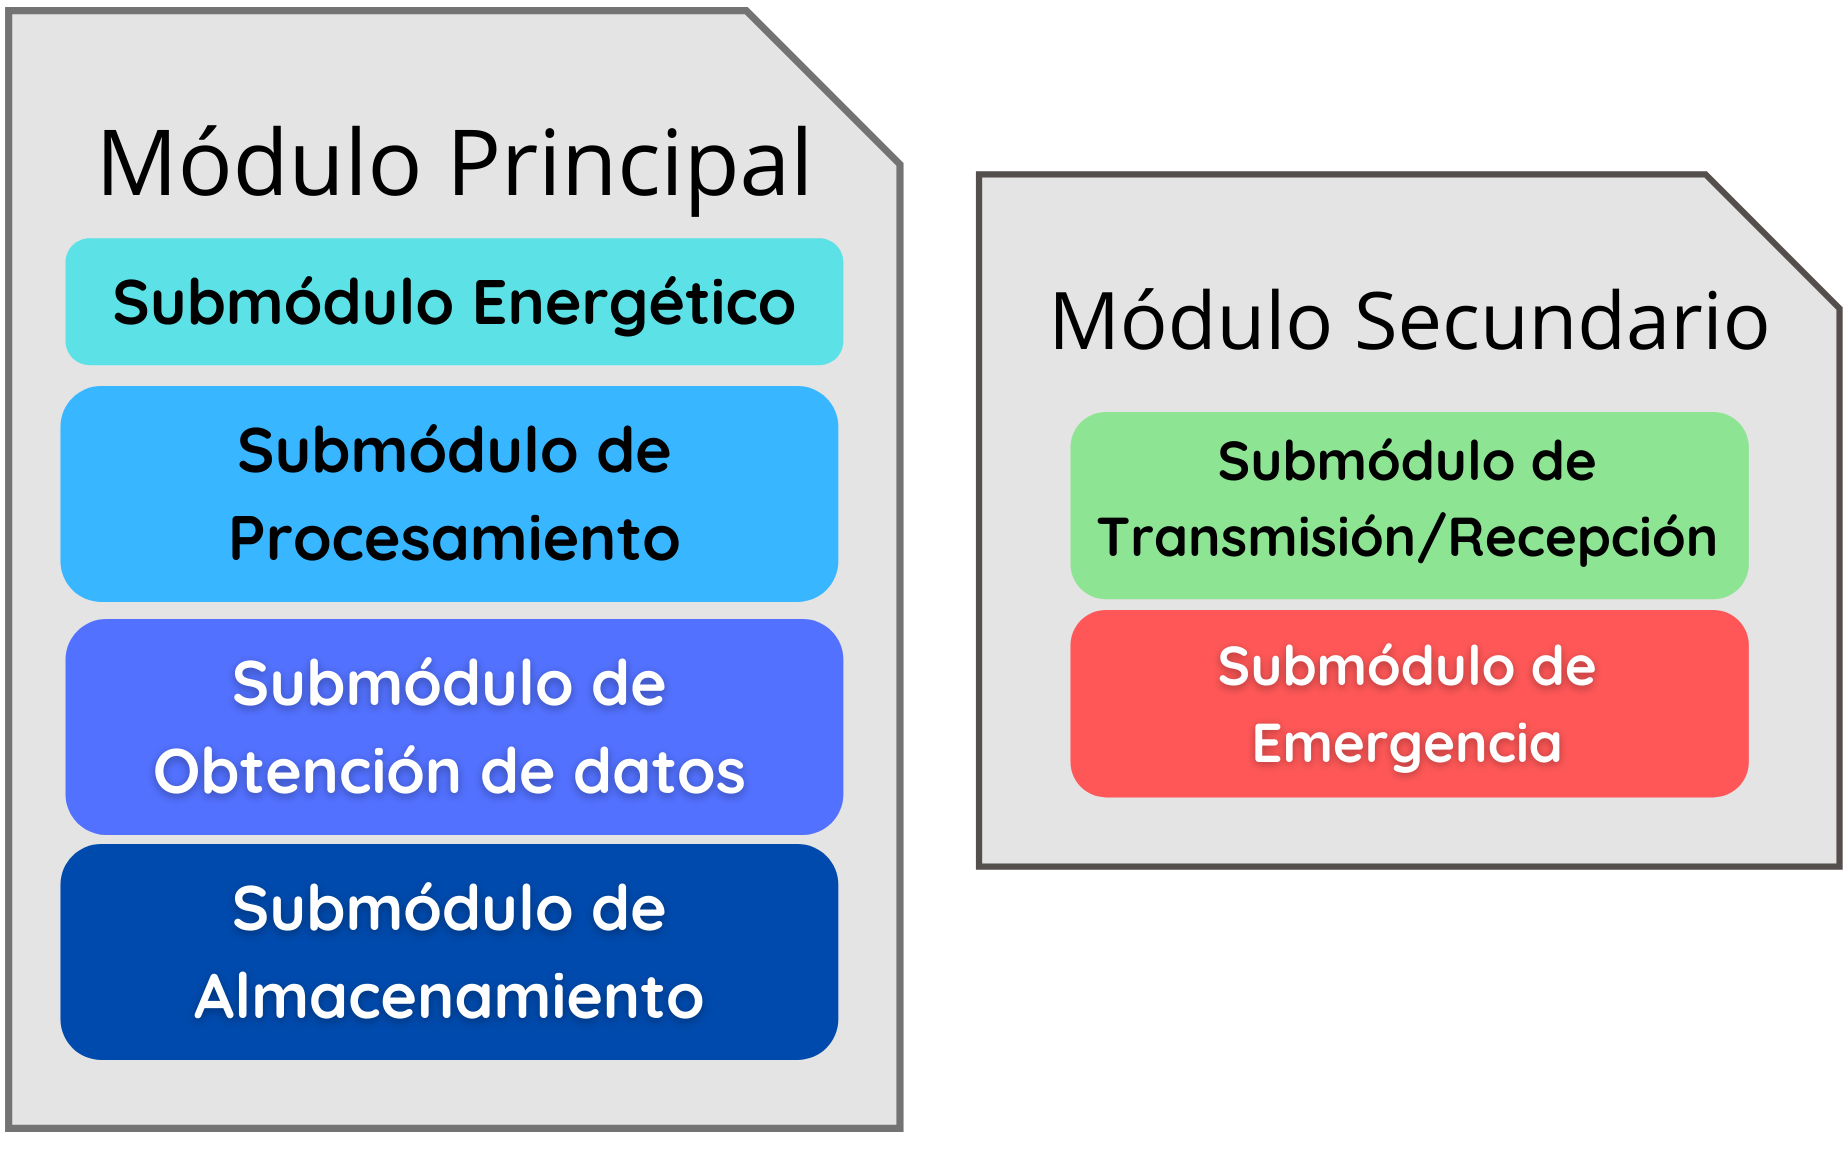 Módulo Principal
Submódulo Energético
Submódulo de
Procesamiento
Submódulo de
Obtención de datos
Submódulo de
Almacenamiento
Módulo Secundario
Submódulo de
Transmisión/Recepción
Submódulo de
Emergencia